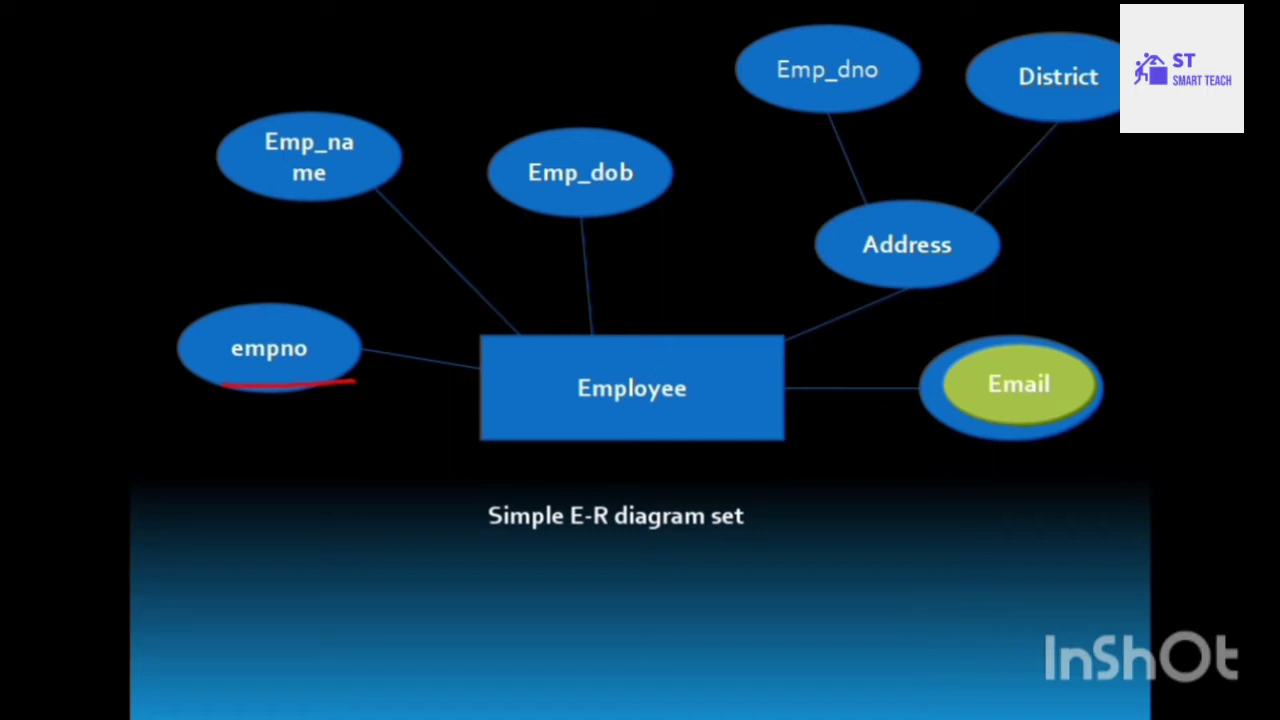 Emp_dno
District
ST
SMART TEACH
Emp_na
me
Emp_dob
Address
empno
Employee
Email
Simple E-R diagram set
InShOt